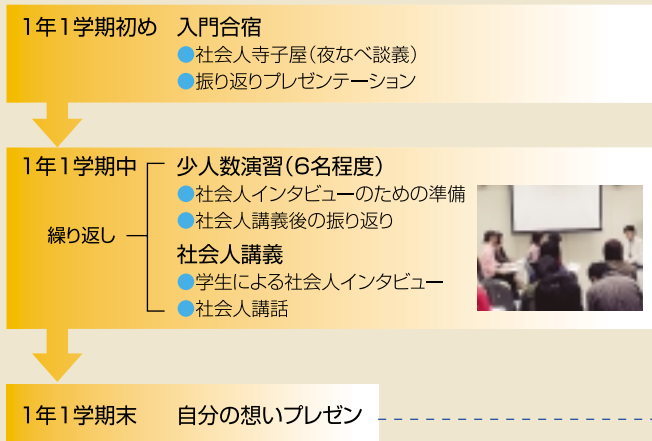 1年1学期初め 入門合宿
●社会人寺子屋（夜なべ談義）
●振り返りプレゼンテーション
1年1学期中 少人数演習（6名程度）
●社会人インタビューのための準備
●社会人講義後の振り返り
繰り返し
社会人講義
●学生による社会人インタビュー
●社会人講話
1年1学期末 自分の想いプレゼン